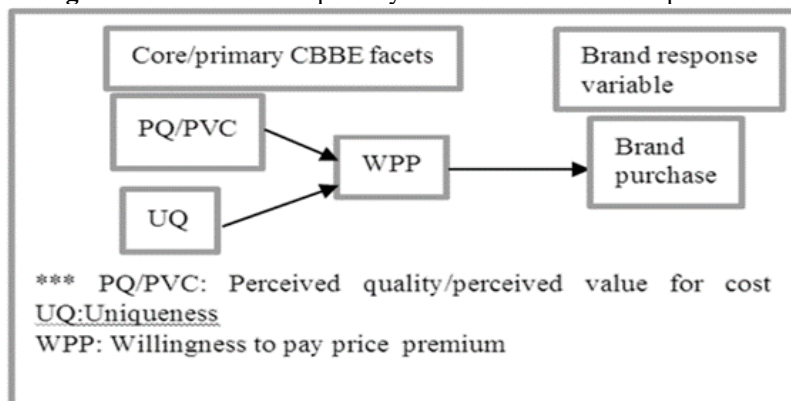 Core/primary CBBE facets
Brand response
variable
PQ/PVC
WPP
Brand
purchase
UQ
*** PQ/PVC: Perceived quality/perceived value for cost
UQ:Uniqueness
WPP: Willingness to pay price premium